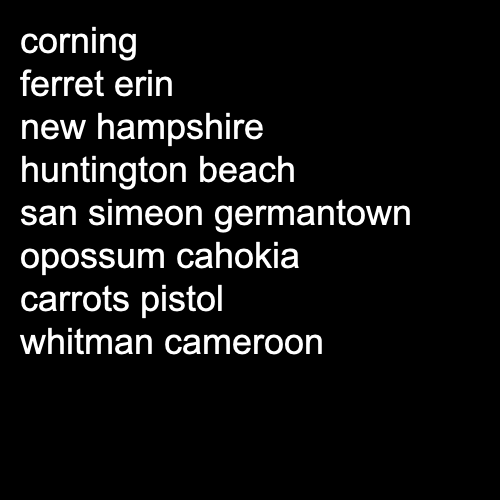 corning
ferret erin
new hampshire
huntington beach
san simeon germantown
opossum cahokia
carrots pistol
whitman cameroon